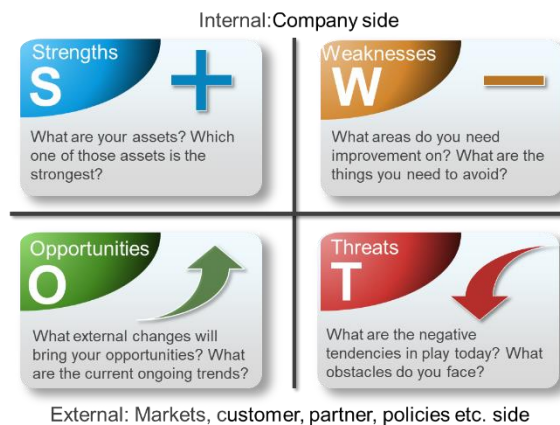 Internal:Company side
Strengths
S
What are your assets? Which
one of those assets is the
strongest?
Weaknesses
W
What areas do you need
improvement on? What are the
things you need to avoid?
Opportunities
O
What external changes will
bring your opportunities? What
are the current ongoing trends?
Threats
T
What are the negative
tendencies in play today? What
obstacles do you face?
External: Markets, customer, partner, policies etc. side